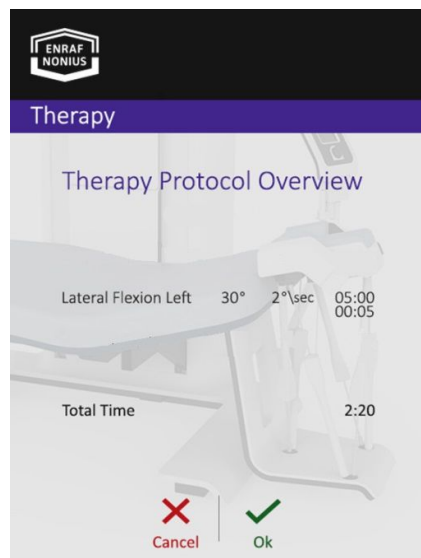 ENRAF
NONIUS
Therapy
Therapy Protocol Overview
Lateral Flexion Left 30° 2°\sec 05:00
00:05
Total Time 2:20
Cancel Ok